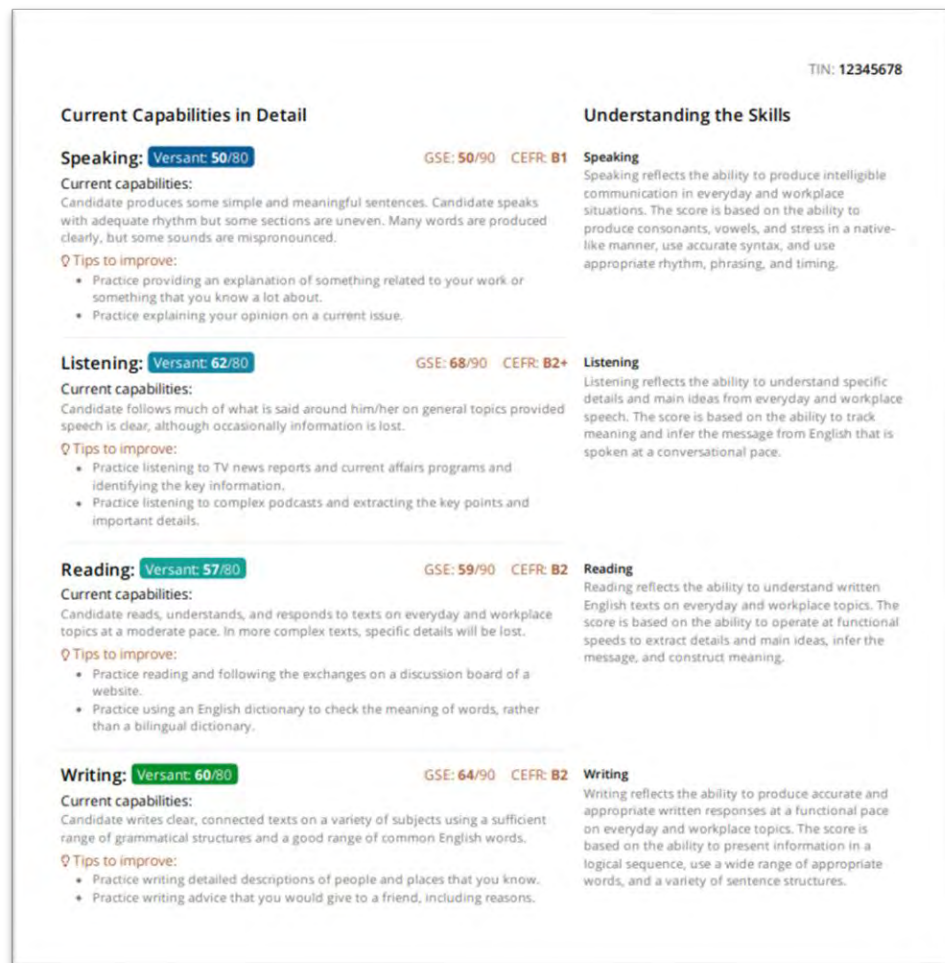 TIN: 12345678
Current Capabilities in Detail
Speaking: Versant: 50/80 GSE: 50/90 CEFR: B1
Current capabilities:
Candidate produces some simple and meaningful sentences. Candidate speaks
with adequate rhythm but some sections are uneven. Many words are produced
clearly, but some sounds are mispronounced.
Tips to improve:
• Practice providing an explanation of something related to your work or
something that you know a lot about.
• Practice explaining your opinion on a current issue.
Listening: Versant: 62/80 GSE: 68/90 CEFR: B2+
Current capabilities:
Candidate follows much of what is said around him/her on general topics provided
speech is clear, although occasionally information is lost.
Tips to improve:
• Practice listening to TV news reports and current affairs programs and
identifying the key information.
• Practice listening to complex podcasts and extracting the key points and
important details.
Reading: Versant: 57/80 GSE: 59/90 CEFR: B2
Current capabilities:
Candidate reads, understands, and responds to texts on everyday and workplace
topics at a moderate pace. In more complex texts, specific details will be lost.
Tips to improve:
• Practice reading and following the exchanges on a discussion board of a
website.
• Practice using an English dictionary to check the meaning of words, rather
than a bilingual dictionary.
Writing: Versant: 60/80 GSE: 64/90 CEFR: B2
Current capabilities:
Candidate writes clear, connected texts on a variety of subjects using a sufficient
range of grammatical structures and a good range of common English words.
Tips to improve:
• Practice writing detailed descriptions of people and places that you know.
• Practice writing advice that you would give to a friend, including reasons.
Understanding the Skills
Speaking
Speaking reflects the ability to produce intelligible
communication in everyday and workplace
situations. The score is based on the ability to
produce consonants, vowels, and stress in a native-
like manner, use accurate syntax, and use
appropriate rhythm, phrasing, and timing.
Listening
Listening reflects the ability to understand specific
details and main ideas from everyday and workplace
speech. The score is based on the ability to track
meaning and infer the message from English that is
spoken at a conversational pace.
Reading
Reading reflects the ability to understand written
English texts on everyday and workplace topics. The
score is based on the ability to operate at functional
speeds to extract details and main ideas, infer the
message, and construct meaning.
Writing
Writing reflects the ability to produce accurate and
appropriate written responses at a functional pace
on everyday and workplace topics. The score is
based on the ability to present information in a
logical sequence, use a wide range of appropriate
words, and a variety of sentence structures.